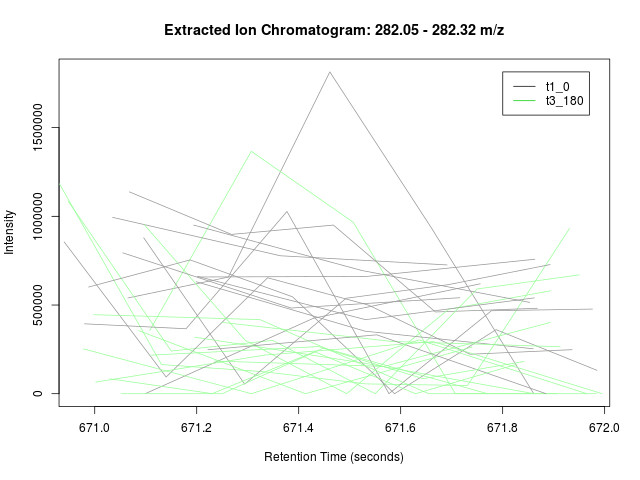 Extracted Ion Chromatogram: 282.05 - 282.32 m/z
t1_0
t3_180
Intensity
1500000
1000000
500000
0
671.0 671.2 671.4 671.6 671.8 672.0
Retention Time (seconds)